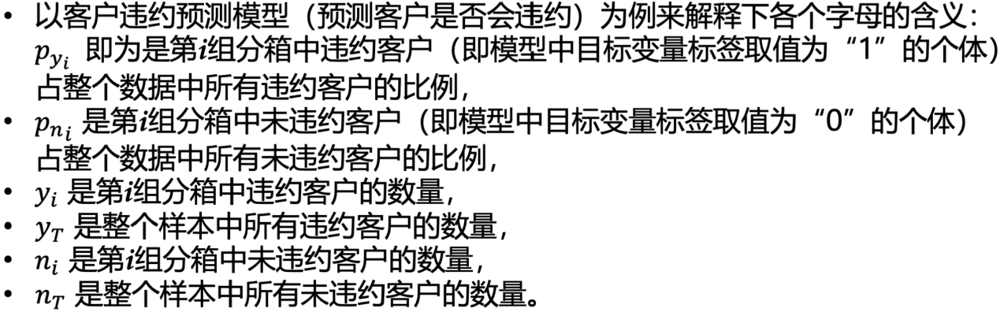 • 以客户违约预测模型（预测客户是否会违约）为例来解释下各个字母的含义：
$p_{y_i}$ 即为是第i组分箱中违约客户（即模型中目标变量标签取值为“1”的个体）
占整个数据中所有违约客户的比例，
• $p_{n_i}$ 是第i组分箱中未违约客户（即模型中目标变量标签取值为“0”的个体）
占整个数据中所有未违约客户的比例，
• $y_i$ 是第i组分箱中违约客户的数量，
• $y_T$ 是整个样本中所有违约客户的数量，
• $n_i$ 是第i组分箱中未违约客户的数量，
• $n_T$ 是整个样本中所有未违约客户的数量。